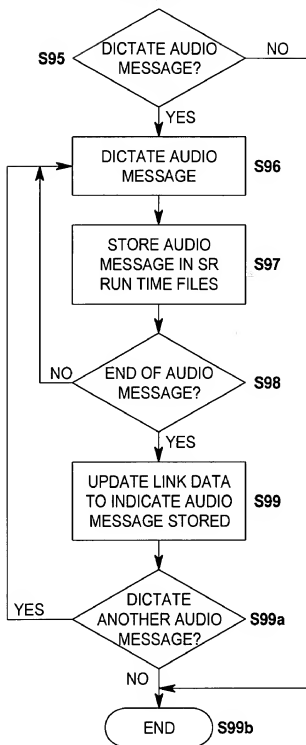 S95
DICTATE AUDIO
MESSAGE?
NO
YES
DICTATE AUDIO
MESSAGE
S96
STORE AUDIO
MESSAGE IN SR
RUN TIME FILES
S97
NO
END OF AUDIO
MESSAGE?
S98
YES
UPDATE LINK DATA
TO INDICATE AUDIO
MESSAGE STORED
S99
YES
DICTATE
ANOTHER AUDIO
MESSAGE?
S99a
NO
END
S99b